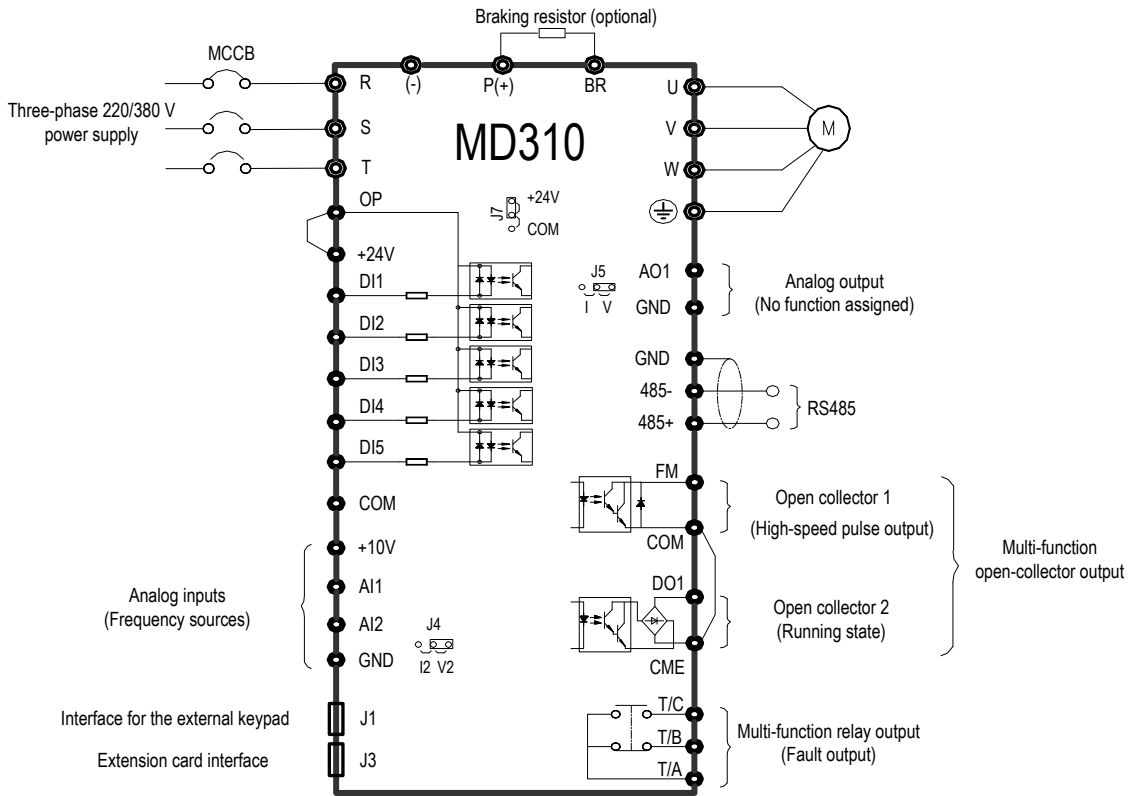 Braking resistor (optional)
MCCB
R
(-)
P(+)
BR
U
Three-phase 220/380 V
power supply
S
MD310
V
M
T
W
OP
J7
+24V
COM
+24V
DI1
J5
I V
AO1
GND
Analog output
(No function assigned)
DI2
DI3
DI4
DI5
GND
485-
485+
RS485
FM
COM
Open collector 1
(High-speed pulse output)
DO1
CME
Open collector 2
(Running state)
Multi-function
open-collector output
COM
+10V
AI1
AI2
GND
Analog inputs
(Frequency sources)
J4
I2 V2
Interface for the external keypad
J1
Extension card interface
J3
T/C
T/B
T/A
Multi-function relay output
(Fault output)